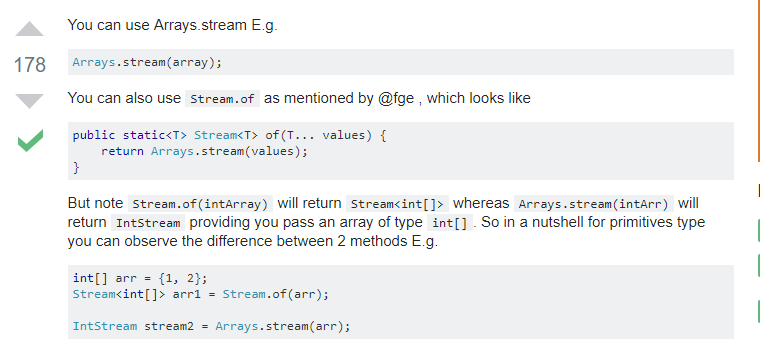 You can use Arrays.stream E.g.
178
Arrays.stream(array);
You can also use Stream.of as mentioned by @fge , which looks like
public static<T> Stream<T> of(T... values) {
    return Arrays.stream(values);
}
But note Stream.of(intArray) will return Stream<int[]> whereas Arrays.stream(intArr) will
return IntStream providing you pass an array of type int[] . So in a nutshell for primitives type
you can observe the difference between 2 methods E.g.
int[] arr = {1, 2};
Stream<int[]> arr1 = Stream.of(arr);
IntStream stream2 = Arrays.stream(arr);